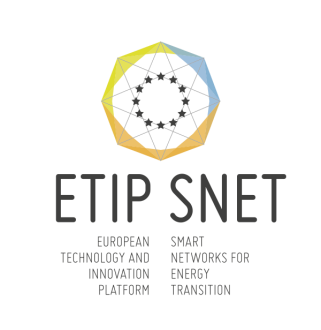 ETIP SNET
EUROPEAN
TECHNOLOGY AND
INNOVATION
PLATFORM
SMART
NETWORKS FOR
ENERGY
TRANSITION